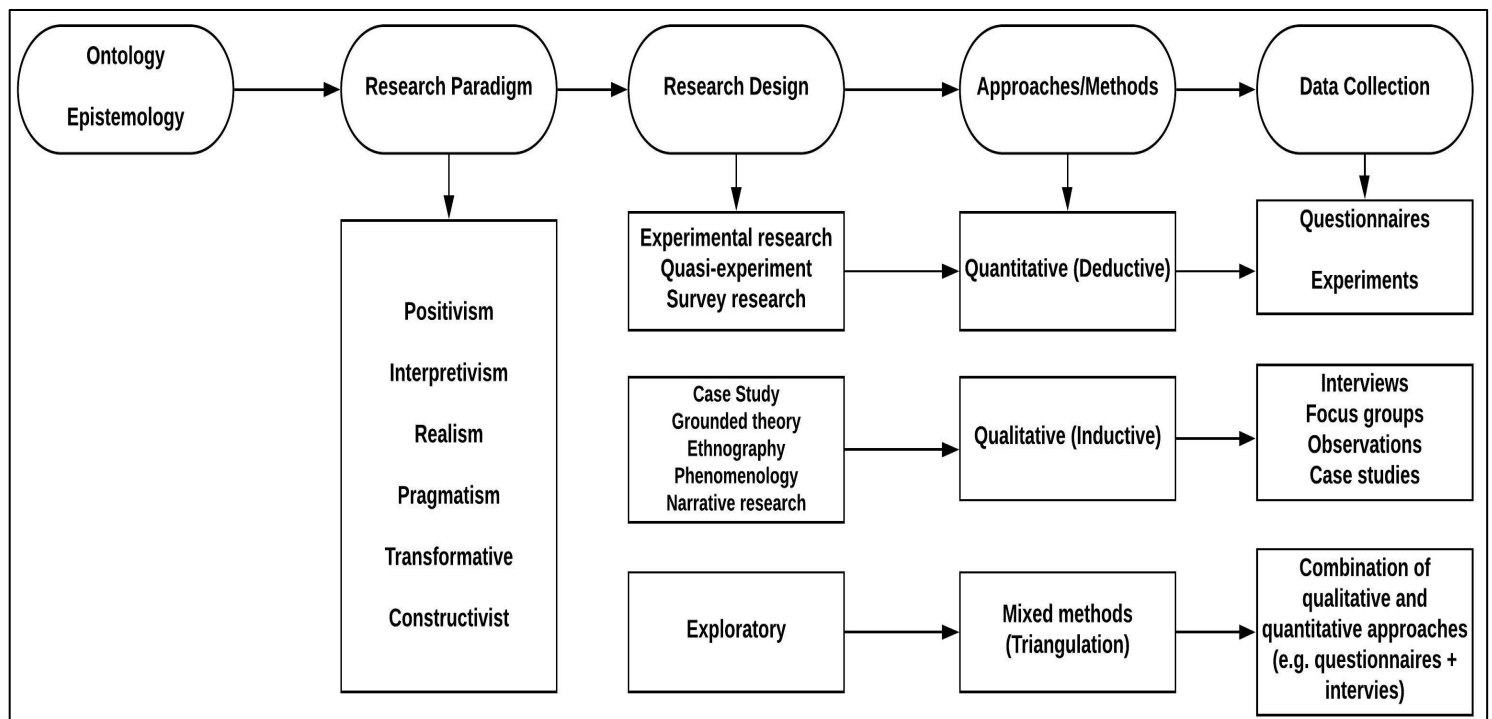 Ontology
Epistemology
Research Paradigm
Research Design
Approaches/Methods
Data Collection
Positivism
Interpretivism
Realism
Pragmatism
Transformative
Constructivist
Experimental research
Quasi-experiment
Survey research
Quantitative (Deductive)
Questionnaires
Experiments
Case Study
Grounded theory
Ethnography
Phenomenology
Narrative research
Qualitative (Inductive)
Interviews
Focus groups
Observations
Case studies
Exploratory
Mixed methods
(Triangulation)
Combination of
qualitative and
quantitative approaches
(e.g. questionnaires +
intervies)